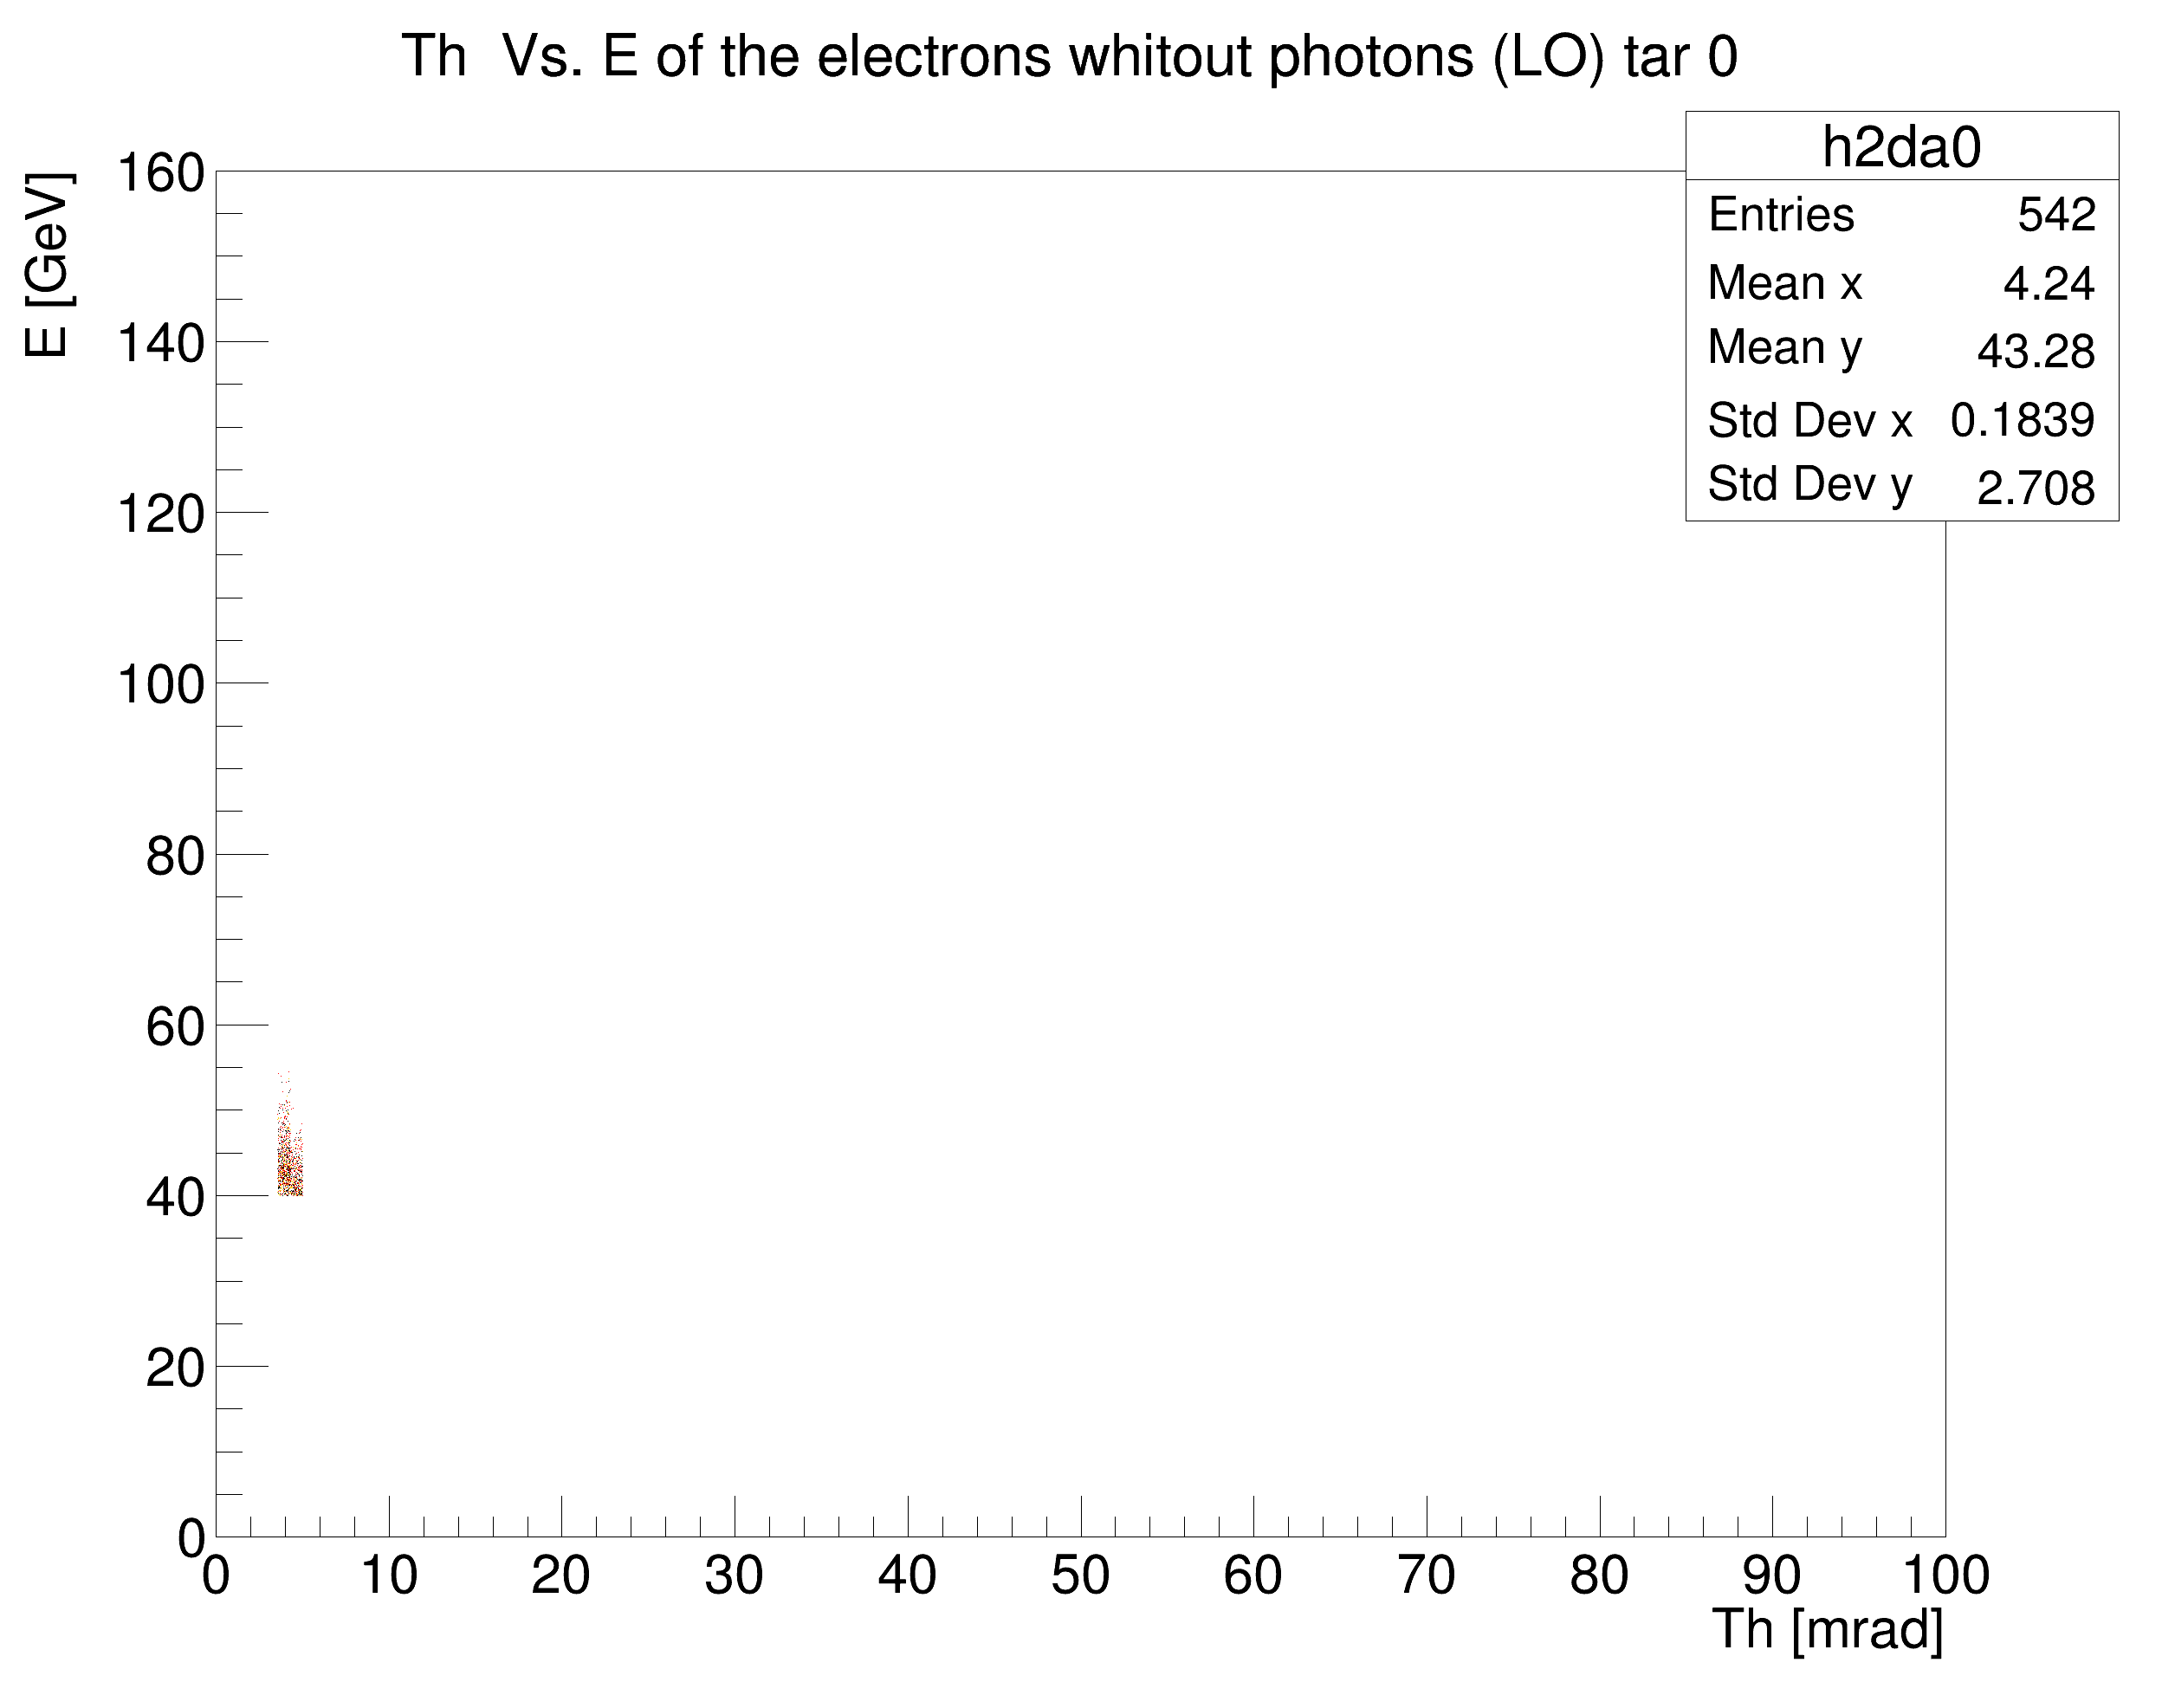 Th Vs. E of the electrons whitout photons (LO) tar 0
h2da0
Entries 542
Mean x 4.24
Mean y 43.28
Std Dev x 0.1839
Std Dev y 2.708
E [GeV]
160
140
120
100
80
60
40
20
0
0 10 20 30 40 50 60 70 80 90 100
Th [mrad]